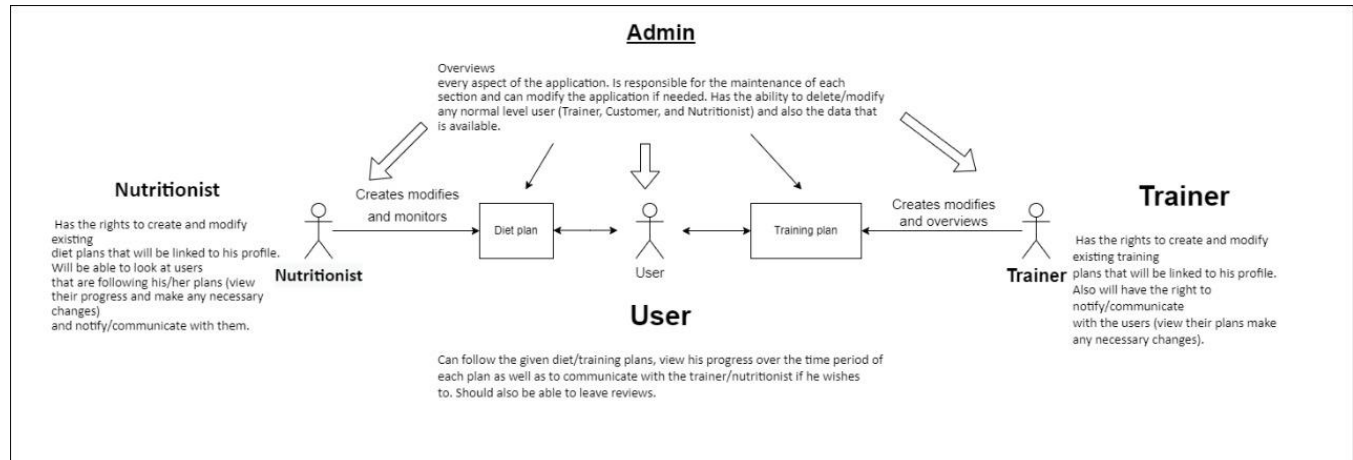 Admin
Overviews
every aspect of the application. Is responsible for the maintenance of each
section and can modify the application if needed. Has the ability to delete/modify
any normal level user (Trainer, Customer, and Nutritionist) and also the data that
is available.
Nutritionist
Has the rights to create and modify
existing
diet plans that will be linked to his profile.
Will be able to look at users
that are following his/her plans (view
their progress and make any necessary
changes)
and notify/communicate with them.
Nutritionist
Creates modifies
and monitors
Diet plan
User
Training plan
Creates modifies
and overviews
Trainer
Trainer
Has the rights to create and modify
existing training
plans that will be linked to his profile.
Also will have the right to
notify/communicate
with the users (view their plans make
any necessary changes).
User
Can follow the given diet/training plans, view his progress over the time period of
each plan as well as to communicate with the trainer/nutritionist if he wishes
to. Should also be able to leave reviews.